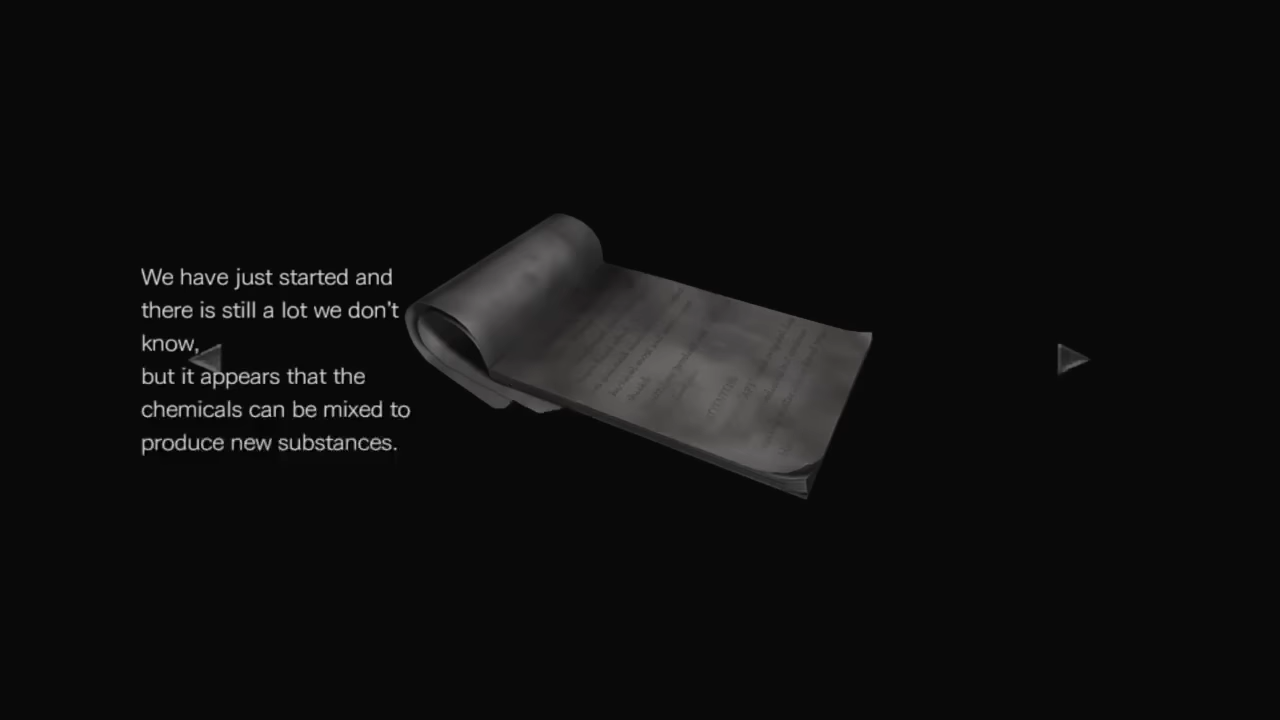 We have just started and
there is still a lot we don't
know,
but it appears that the
chemicals can be mixed to
produce new substances.